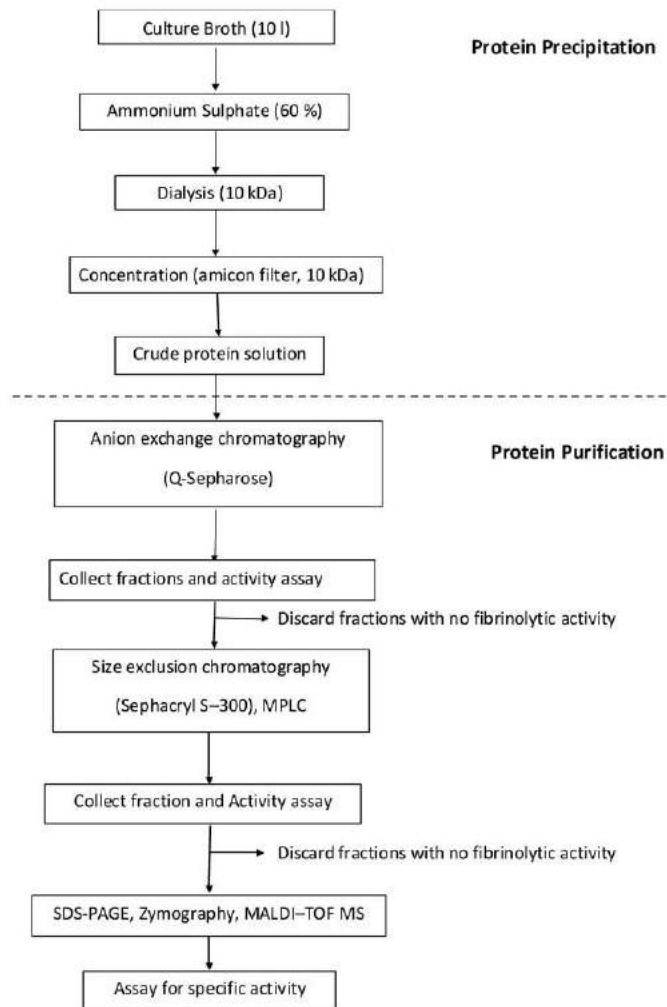 Culture Broth (10 l)
Protein Precipitation
Ammonium Sulphate (60 %)
Dialysis (10 kDa)
Concentration (amicon filter, 10 kDa)
Crude protein solution
Anion exchange chromatography
Protein Purification
(Q-Sepharose)
Collect fractions and activity assay
Discard fractions with no fibrinolytic activity
Size exclusion chromatography
(Sephacryl S–300), MPLC
Collect fraction and Activity assay
Discard fractions with no fibrinolytic activity
SDS-PAGE, Zymography, MALDI–TOF MS
Assay for specific activity